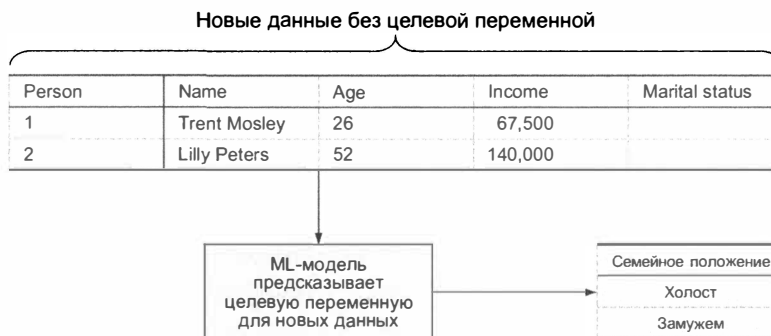 Новые данные без целевой переменной
Person Name Age Income Marital status
1 Trent Mosley 26 67,500
2 Lilly Peters 52 140,000
ML-модель
предсказывает
целевую переменную
для новых данных
Семейное положение
Холост
Замужем